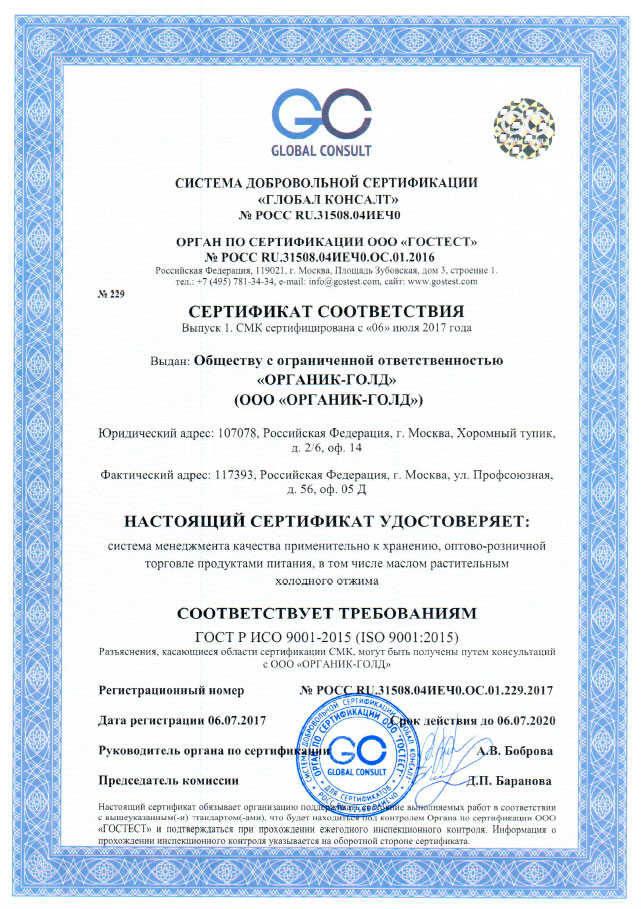 GC
GLOBAL CONSULT
СИСТЕМА ДОБРОВОЛЬНОЙ СЕРТИФИКАЦИИ
«ГЛОБАЛ КОНСАЛТ»
№ РОСС RU.31508.04ИЕЧ0
ОРГАН ПО СЕРТИФИКАЦИИ ООО «ГОСТЕСТ»
№ РОСС RU.31508.04ИЕЧ0.ОС.01.2016
Российская Федерация, 119021, г. Москва, Площадь Зубовская, дом 3, строение 1.
тел.: +7 (495) 781-34-34, e-mail: info@gostest.com, сайт: www.gostest.com
№ 229
СЕРТИФИКАТ СООТВЕТСТВИЯ
Выпуск 1. СМК сертифицирована с «06» июля 2017 года
Выдан: Обществу с ограниченной ответственностью
«ОРГАНИК-ГОЛД»
(ООО «ОРГАНИК-ГОЛД»)
Юридический адрес: 107078, Российская Федерация, г. Москва, Хоромный тупик,
д. 2/6, оф. 14
Фактический адрес: 117393, Российская Федерация, г. Москва, ул. Профсоюзная,
д. 56, оф. 05 Д
НАСТОЯЩИЙ СЕРТИФИКАТ УДОСТОВЕРЯЕТ:
система менеджмента качества применительно к хранению, оптово-розничной
торговле продуктами питания, в том числе маслом растительным
холодного отжима
СООТВЕТСТВУЕТ ТРЕБОВАНИЯМ
ГОСТ Р ИСО 9001-2015 (ISO 9001:2015)
Разъяснения, касающиеся области сертификации СМК, могут быть получены путем консультаций
с ООО «ОРГАНИК-ГОЛД»
Регистрационный номер № РОСС RU.31508.04ИЕЧ0.ОС.01.229.2017
Дата регистрации 06.07.2017 Срок действия до 06.07.2020
Руководитель органа по сертификации А.В. Боброва
Председатель комиссии Д.П. Баранова
GC
GLOBAL CONSULT
ОРГАН ПО СЕРТИФИКАЦИИ ООО "ГОСТЕСТ"
ДЛЯ СЕРТИФИКАТОВ
Настоящий сертификат обязывает организацию поддерживать состояние выполняемых работ в соответствии
с вышеуказанным(-и) стандартом(-ами), что будет находиться под контролем Органа по сертификации ООО
«ГОСТЕСТ» и подтверждаться при прохождении ежегодного инспекционного контроля. Информация о
прохождении инспекционного контроля указывается на оборотной стороне сертификата.